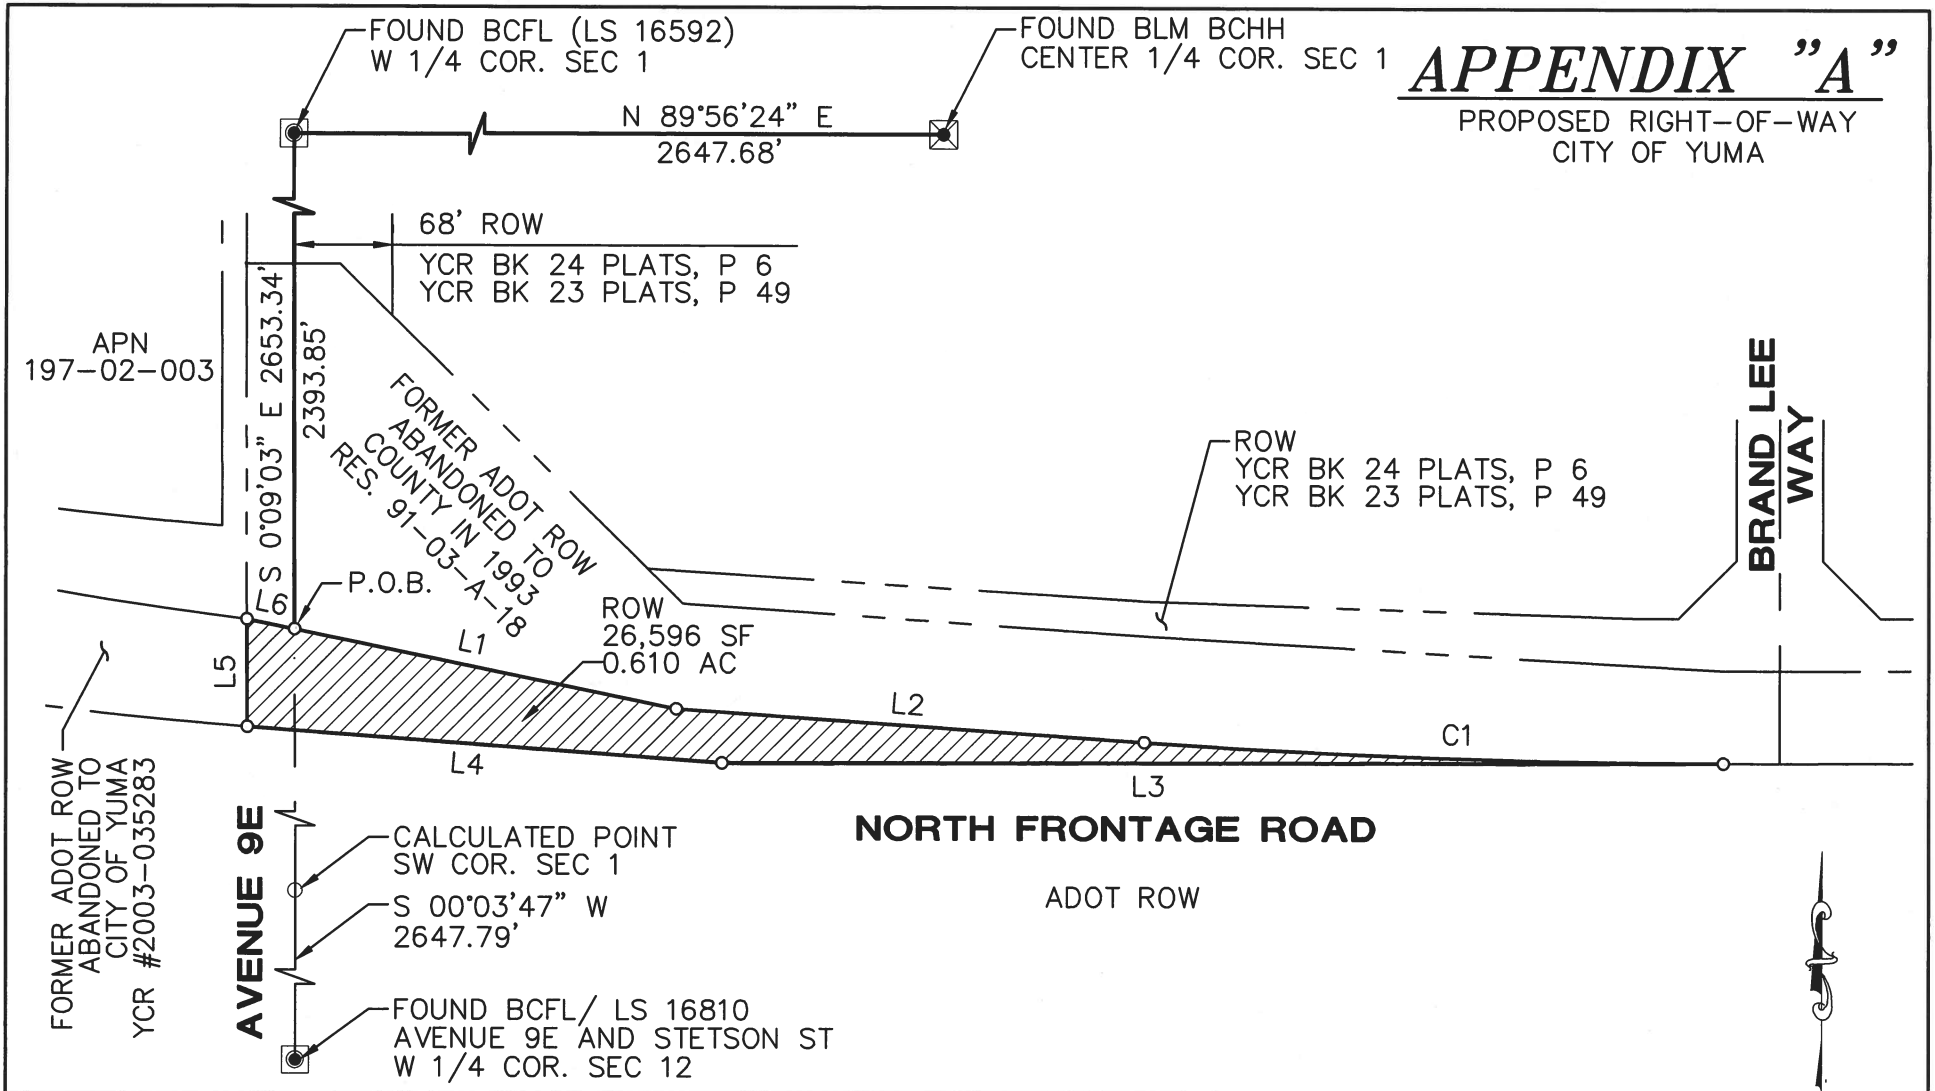 FOUND BCFL (LS 16592)
W 1/4 COR. SEC 1
FOUND BLM BCHH
CENTER 1/4 COR. SEC 1
APPENDIX "A"
PROPOSED RIGHT-OF-WAY
CITY OF YUMA
N 89°56'24" E
2647.68'
68' ROW
YCR BK 24 PLATS, P 6
YCR BK 23 PLATS, P 49
APN
197-02-003
S 0°09'03" E 2653.34'
2393.85'
FORMER ADOT ROW
ABANDONED TO
COUNTY IN 1993
RES. 91-03-A-18
ROW
YCR BK 24 PLATS, P 6
YCR BK 23 PLATS, P 49
BRAND LEE
WAY
P.O.B.
L6
L1
ROW
26,596 SF
0.610 AC
L5
L2
C1
L4
L3
NORTH FRONTAGE ROAD
ADOT ROW
FORMER ADOT ROW
ABANDONED TO
CITY OF YUMA
YCR #2003-035283
AVENUE 9E
CALCULATED POINT
SW COR. SEC 1
S 00°03'47" W
2647.79'
FOUND BCFL/ LS 16810
AVENUE 9E AND STETSON ST
W 1/4 COR. SEC 12